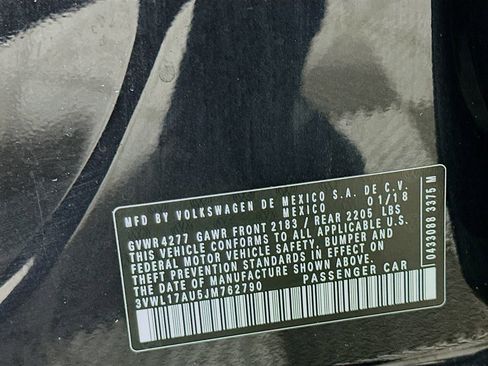 MFD BY VOLKSWAGEN DE MEXICO S.A. DE C.V.
MEXICO 01/18
GVWR 4277 GAWR FRONT 2183 / REAR 2205 LBS
THIS VEHICLE CONFORMS TO ALL APPLICABLE U.S.
FEDERAL MOTOR VEHICLE SAFETY, BUMPER AND
THEFT PREVENTION STANDARDS IN EFFECT ON
THE DATE OF MANUFACTURE SHOWN ABOVE.
3VWL17AU5JM762790 PASSENGER CAR
0433088 3375 M